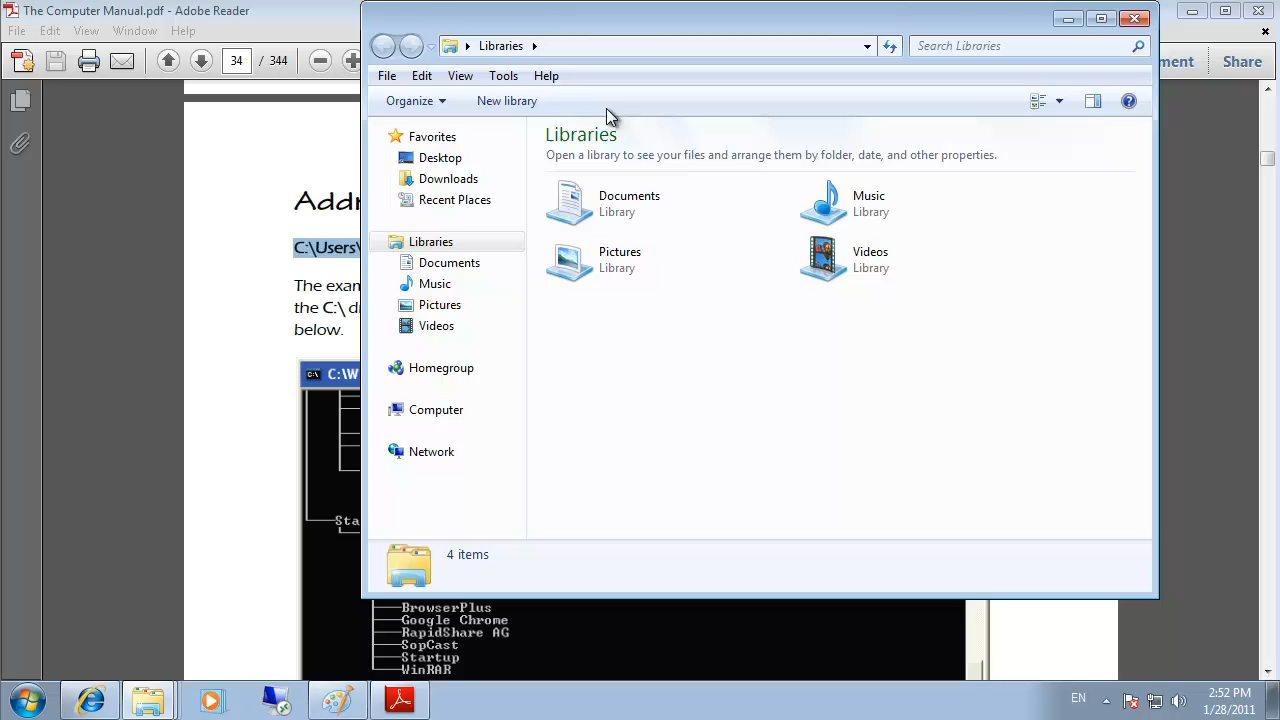 The Computer Manual.pdf - Adobe Reader
File Edit View Window Help
34 / 344
ment Share
Libraries
Search Libraries
File Edit View Tools Help
Organize New library
Favorites
Desktop
Downloads
Recent Places
Libraries
Documents
Music
Pictures
Videos
Homegroup
Computer
Network
Libraries
Open a library to see your files and arrange them by folder, date, and other properties.
Documents
Library
Music
Library
Pictures
Library
Videos
Library
4 items
Addr
C:\Users\
The exam
the C:\ d
below.
C:\W
Sta
BrowserPlus
Google Chrome
RapidShare AG
SopCast
Startup
WinRAR
EN
2:52 PM
1/28/2011